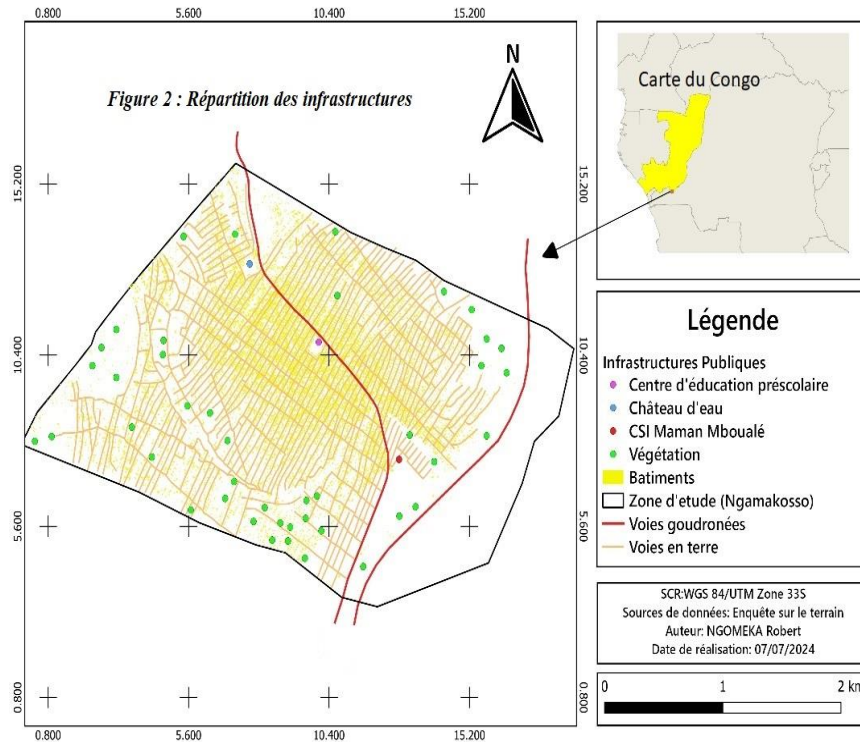 0.800 5.600 10.400 15.200
Figure 2 : Répartition des infrastructures
N
15.200 15.200
10.400 10.400
5.600 5.600
0.800 0.800
0.800 5.600 10.400 15.200
Carte du Congo
Légende
Infrastructures Publiques
Centre d'éducation préscolaire
Château d'eau
CSI Maman Mboualé
Végétation
Batiments
Zone d'etude (Ngamakosso)
Voies goudronées
Voies en terre
SCR:WGS 84/UTM Zone 33S
Sources de données: Enquête sur le terrain
Auteur: NGOMEKA Robert
Date de réalisation: 07/07/2024
0 1 2 km